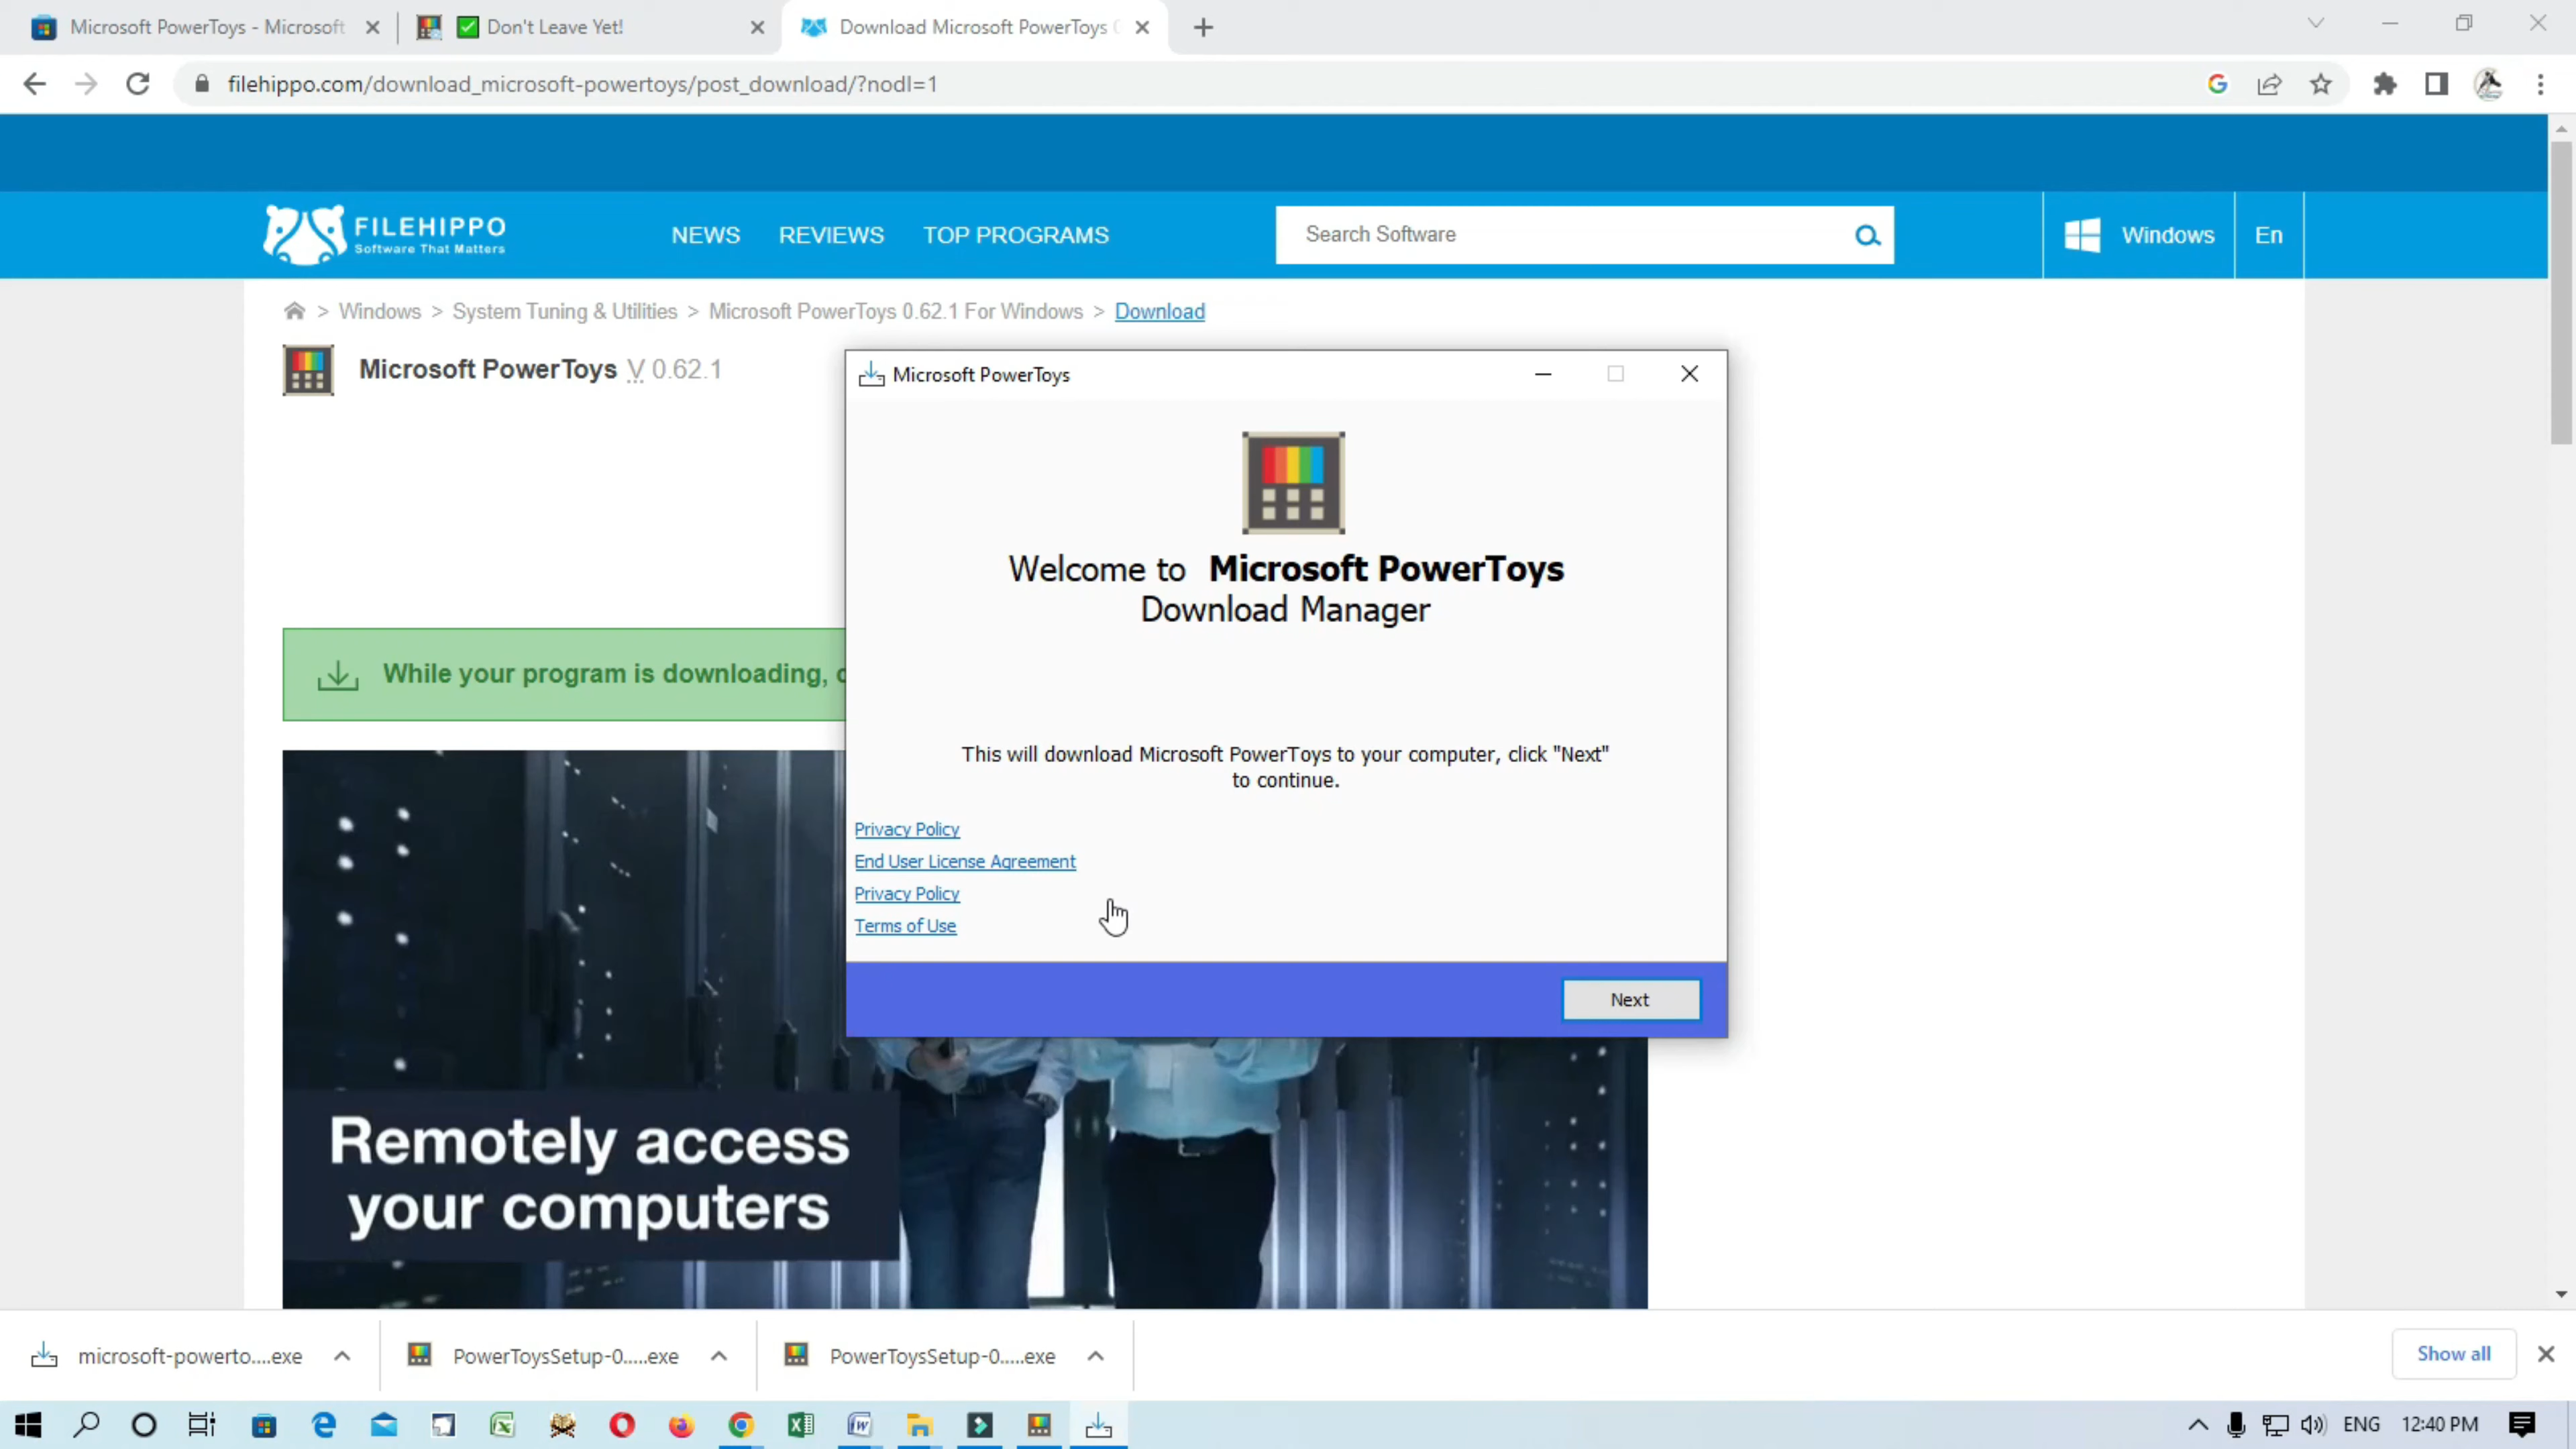 Microsoft PowerToys - Microsoft
Don't Leave Yet!
Download Microsoft PowerToys
filehippo.com/download_microsoft-powertoys/post_download/?nodl=1
FILEHIPPO
Software That Matters
NEWS
REVIEWS
TOP PROGRAMS
Search Software
Windows
En
> Windows > System Tuning & Utilities > Microsoft PowerToys 0.62.1 For Windows > Download
Microsoft PowerToys V 0.62.1
While your program is downloading,
Microsoft PowerToys
Welcome to Microsoft PowerToys
Download Manager
This will download Microsoft PowerToys to your computer, click "Next"
to continue.
Privacy Policy
End User License Agreement
Privacy Policy
Terms of Use
Next
Remotely access
your computers
microsoft-powerto....exe
PowerToysSetup-0.....exe
PowerToysSetup-0.....exe
Show all
ENG
12:40 PM